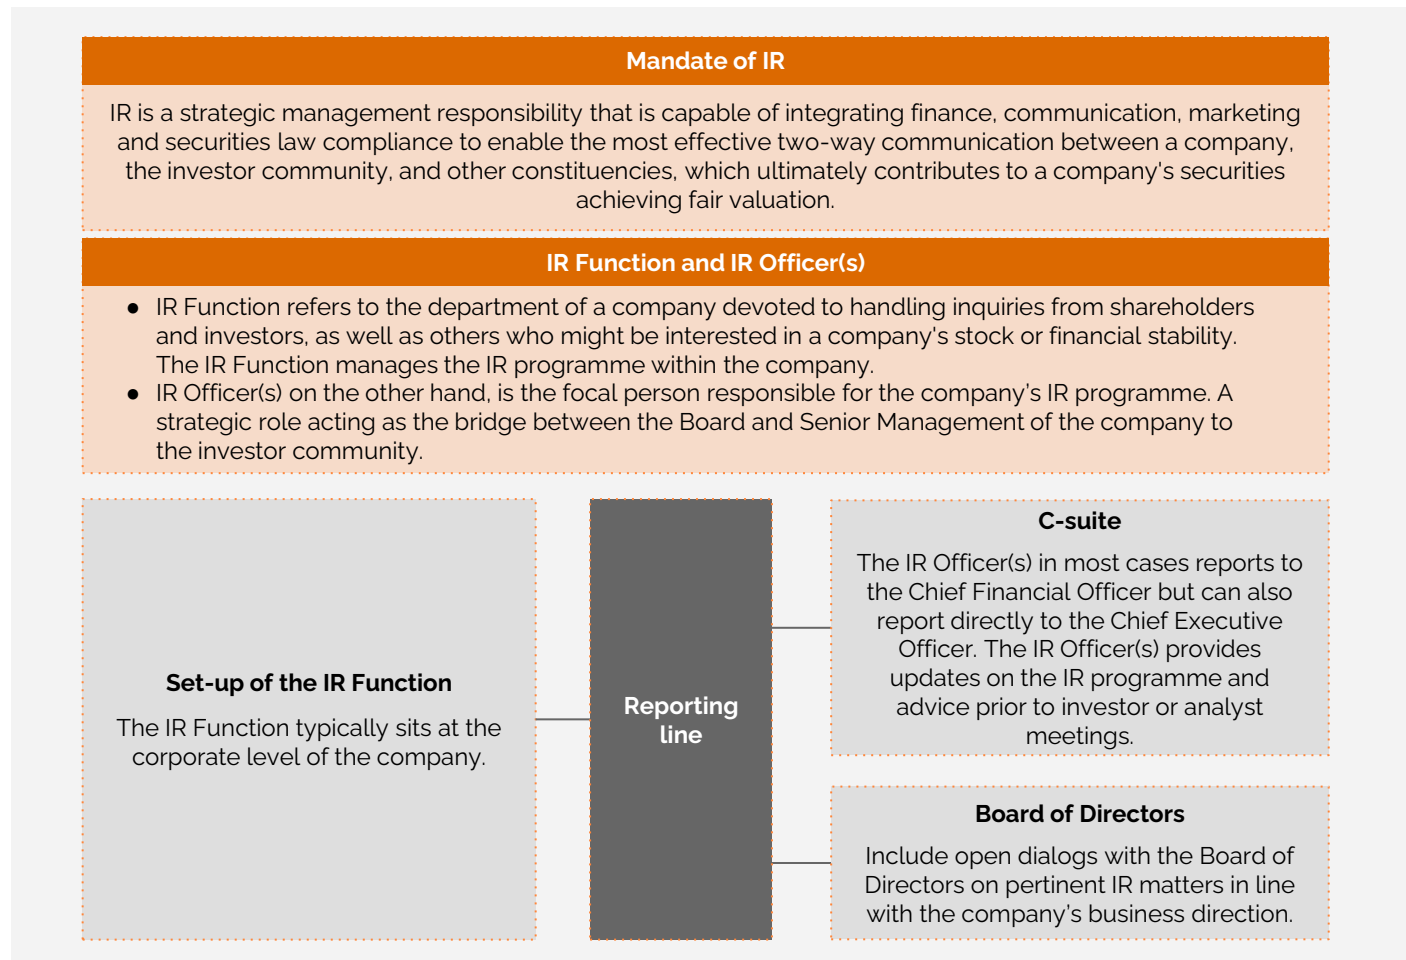 Mandate of IR
IR is a strategic management responsibility that is capable of integrating finance, communication, marketing
and securities law compliance to enable the most effective two-way communication between a company,
the investor community, and other constituencies, which ultimately contributes to a company's securities
achieving fair valuation.
IR Function and IR Officer(s)
● IR Function refers to the department of a company devoted to handling inquiries from shareholders
and investors, as well as others who might be interested in a company's stock or financial stability.
The IR Function manages the IR programme within the company.
● IR Officer(s) on the other hand, is the focal person responsible for the company’s IR programme. A
strategic role acting as the bridge between the Board and Senior Management of the company to
the investor community.
Set-up of the IR Function
The IR Function typically sits at the
corporate level of the company.
Reporting
line
C-suite
The IR Officer(s) in most cases reports to
the Chief Financial Officer but can also
report directly to the Chief Executive
Officer. The IR Officer(s) provides
updates on the IR programme and
advice prior to investor or analyst
meetings.
Board of Directors
Include open dialogs with the Board of
Directors on pertinent IR matters in line
with the company’s business direction.